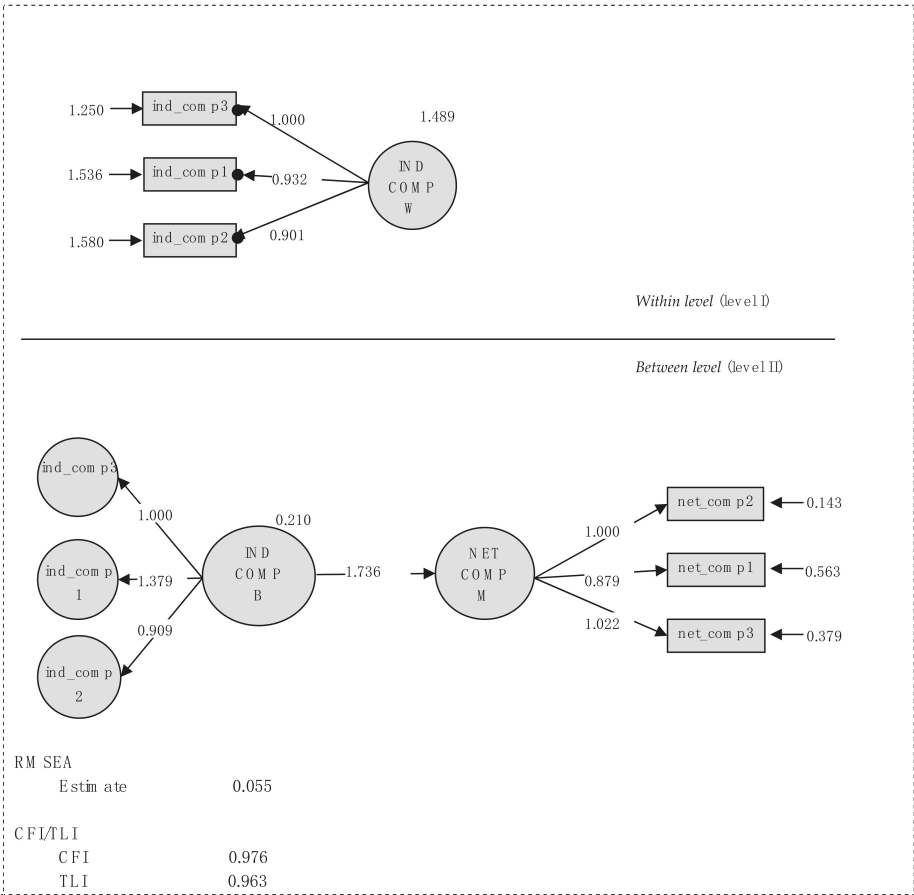 ind_comp3
1.250
1.000
1.489
ind_comp1
1.536
0.932
IND
COMP
W
ind_comp2
1.580
0.901
Within level (level I)
Between level (level II)
ind_comp3
1.000
0.210
ind_comp
1
1.379
IND
COMP
B
1.736
NET
COMP
M
0.909
ind_comp
2
1.000
net_comp2
0.143
0.879
net_comp1
0.563
1.022
net_comp3
0.379
RMSEA
Estimate 0.055
CFI/TLI
CFI 0.976
TLI 0.963